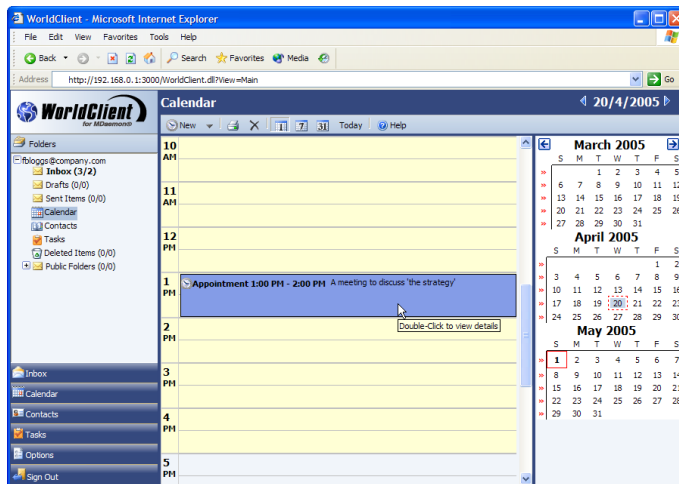 WorldClient - Microsoft Internet Explorer
File Edit View Favorites Tools Help
Back Search Favorites Media
Address http://192.168.0.1:3000/WorldClient.dll?View=Main Go
WorldClient
for MDaemon®
Calendar 20/4/2005
New 1 7 31 Today Help
Folders
fbloggs@company.com
Inbox (3/2)
Drafts (0/0)
Sent Items (0/0)
Calendar
Contacts
Tasks
Deleted Items (0/0)
Public Folders (0/0)
Inbox
Calendar
Contacts
Tasks
Options
Sign Out
10
AM
11
AM
12
PM
1
PM
Appointment 1:00 PM - 2:00 PM A meeting to discuss 'the strategy'
Double-Click to view details
2
PM
3
PM
4
PM
5
PM
March 2005
S M T W T F S
» 1 2 3 4 5
» 6 7 8 9 10 11 12
» 13 14 15 16 17 18 19
» 20 21 22 23 24 25 26
» 27 28 29 30 31
April 2005
S M T W T F S
» 1 2
» 3 4 5 6 7 8 9
» 10 11 12 13 14 15 16
» 17 18 19 20 21 22 23
» 24 25 26 27 28 29 30
May 2005
S M T W T F S
» 1 2 3 4 5 6 7
» 8 9 10 11 12 13 14
» 15 16 17 18 19 20 21
» 22 23 24 25 26 27 28
» 29 30 31